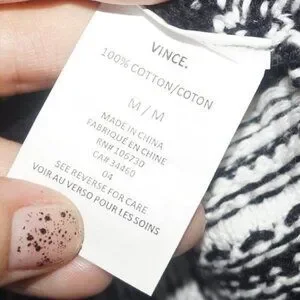 VINCE.
100% COTTON/COTON
M / M
MADE IN CHINA
FABRIQUÉ EN CHINE
RN# 106730
CA# 34460
04
SEE REVERSE FOR CARE
VOIR AU VERSO POUR LES SOINS